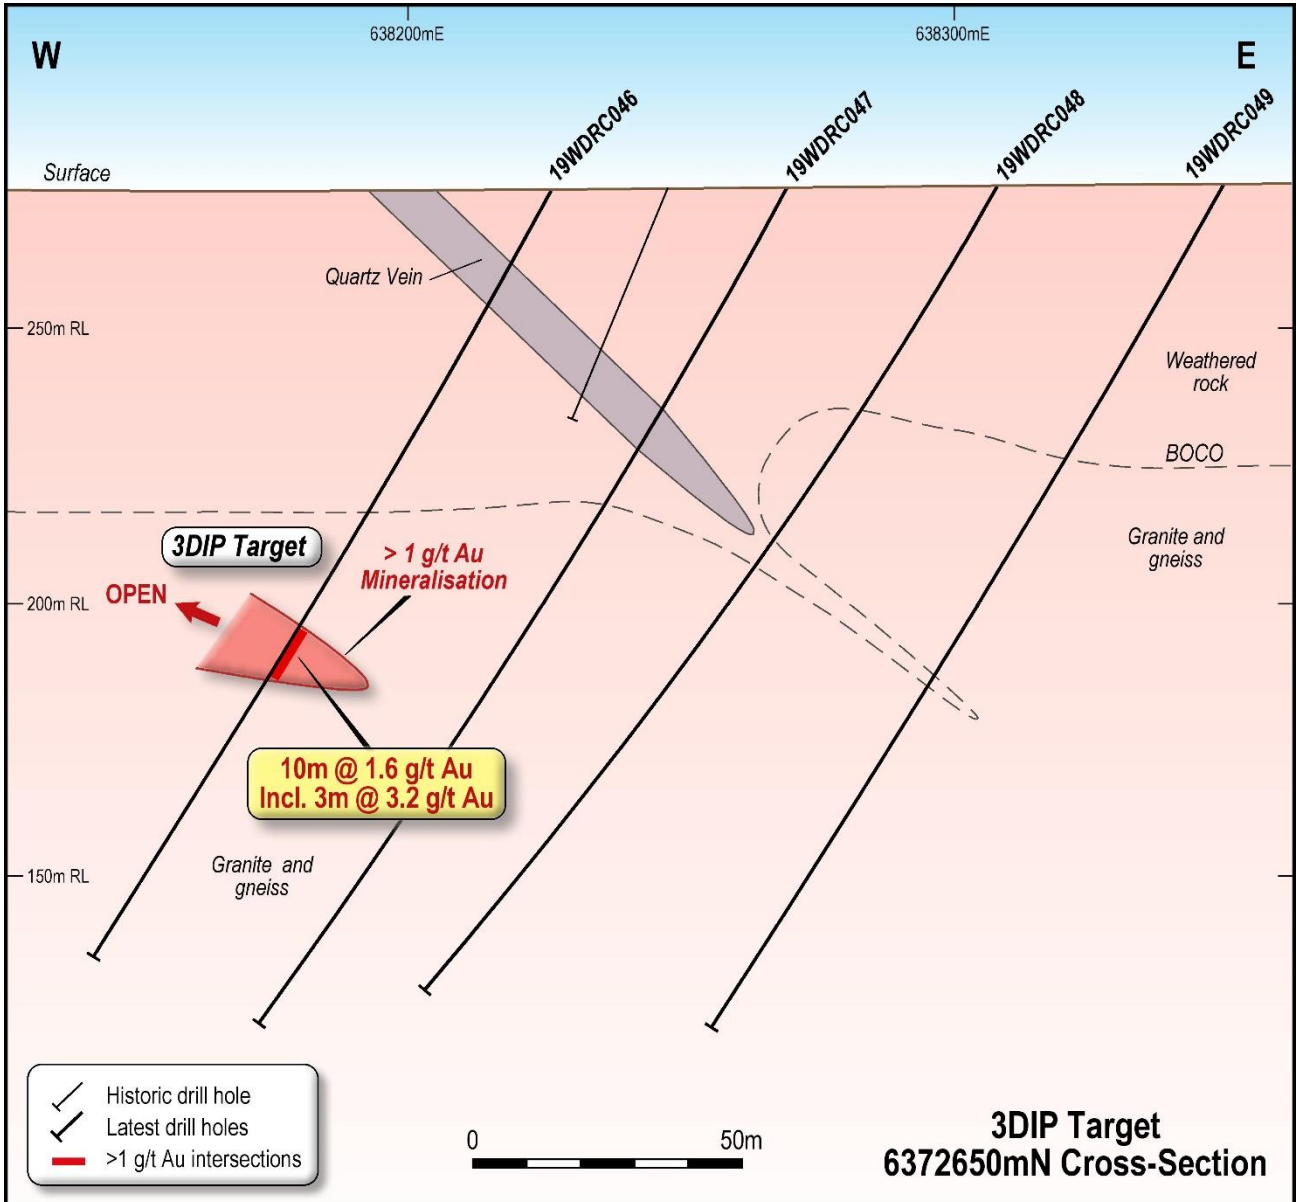 638200mE
638300mE
W
E
19WDRC046
19WDRC047
19WDRC048
19WDRC049
Surface
Quartz Vein
250m RL
Weathered
rock
BOCO
Granite and
gneiss
3DIP Target
> 1 g/t Au
Mineralisation
OPEN
200m RL
10m @ 1.6 g/t Au
Incl. 3m @ 3.2 g/t Au
Granite and
gneiss
150m RL
Historic drill hole
Latest drill holes
>1 g/t Au intersections
0
50m
3DIP Target
6372650mN Cross-Section